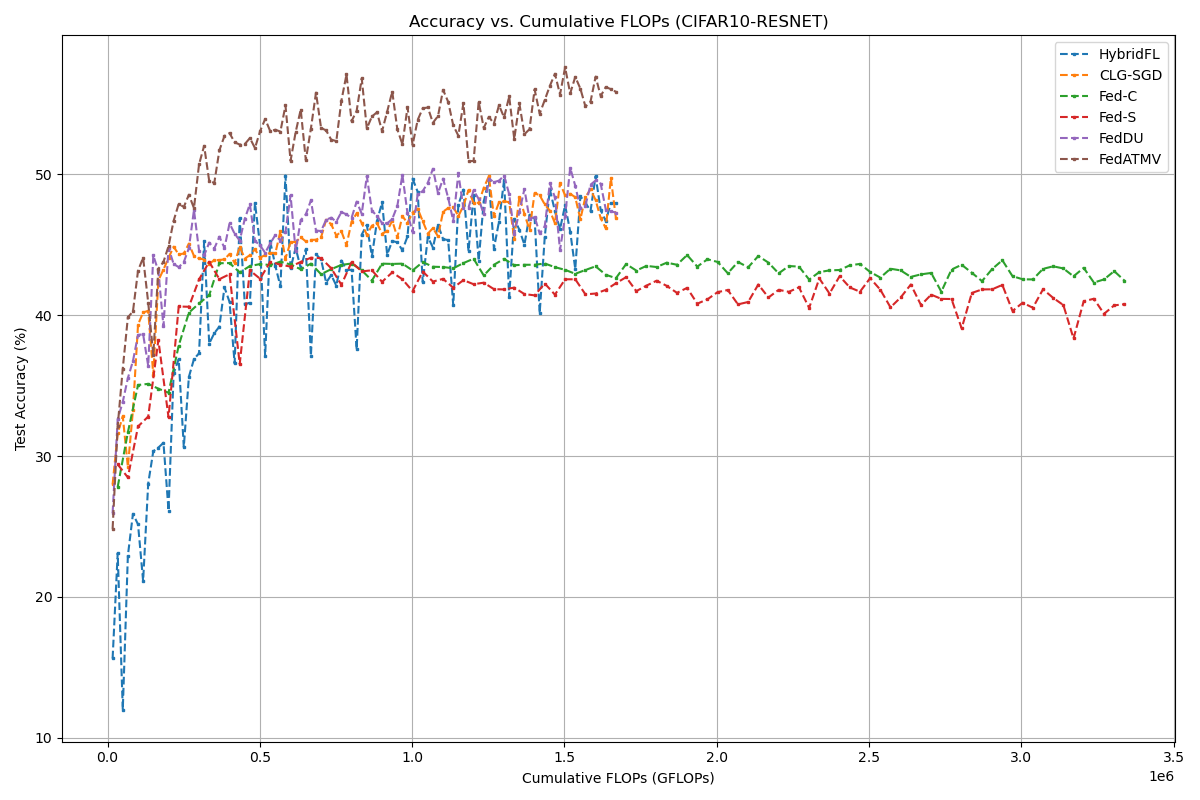 Accuracy vs. Cumulative FLOPs (CIFAR10-RESNET)
HybridFL
CLG-SGD
Fed-C
Fed-S
FedDU
FedATMV
Test Accuracy (%)
50
40
30
20
10
0.0 0.5 1.0 1.5 2.0 2.5 3.0 3.5
1e6
Cumulative FLOPs (GFLOPs)